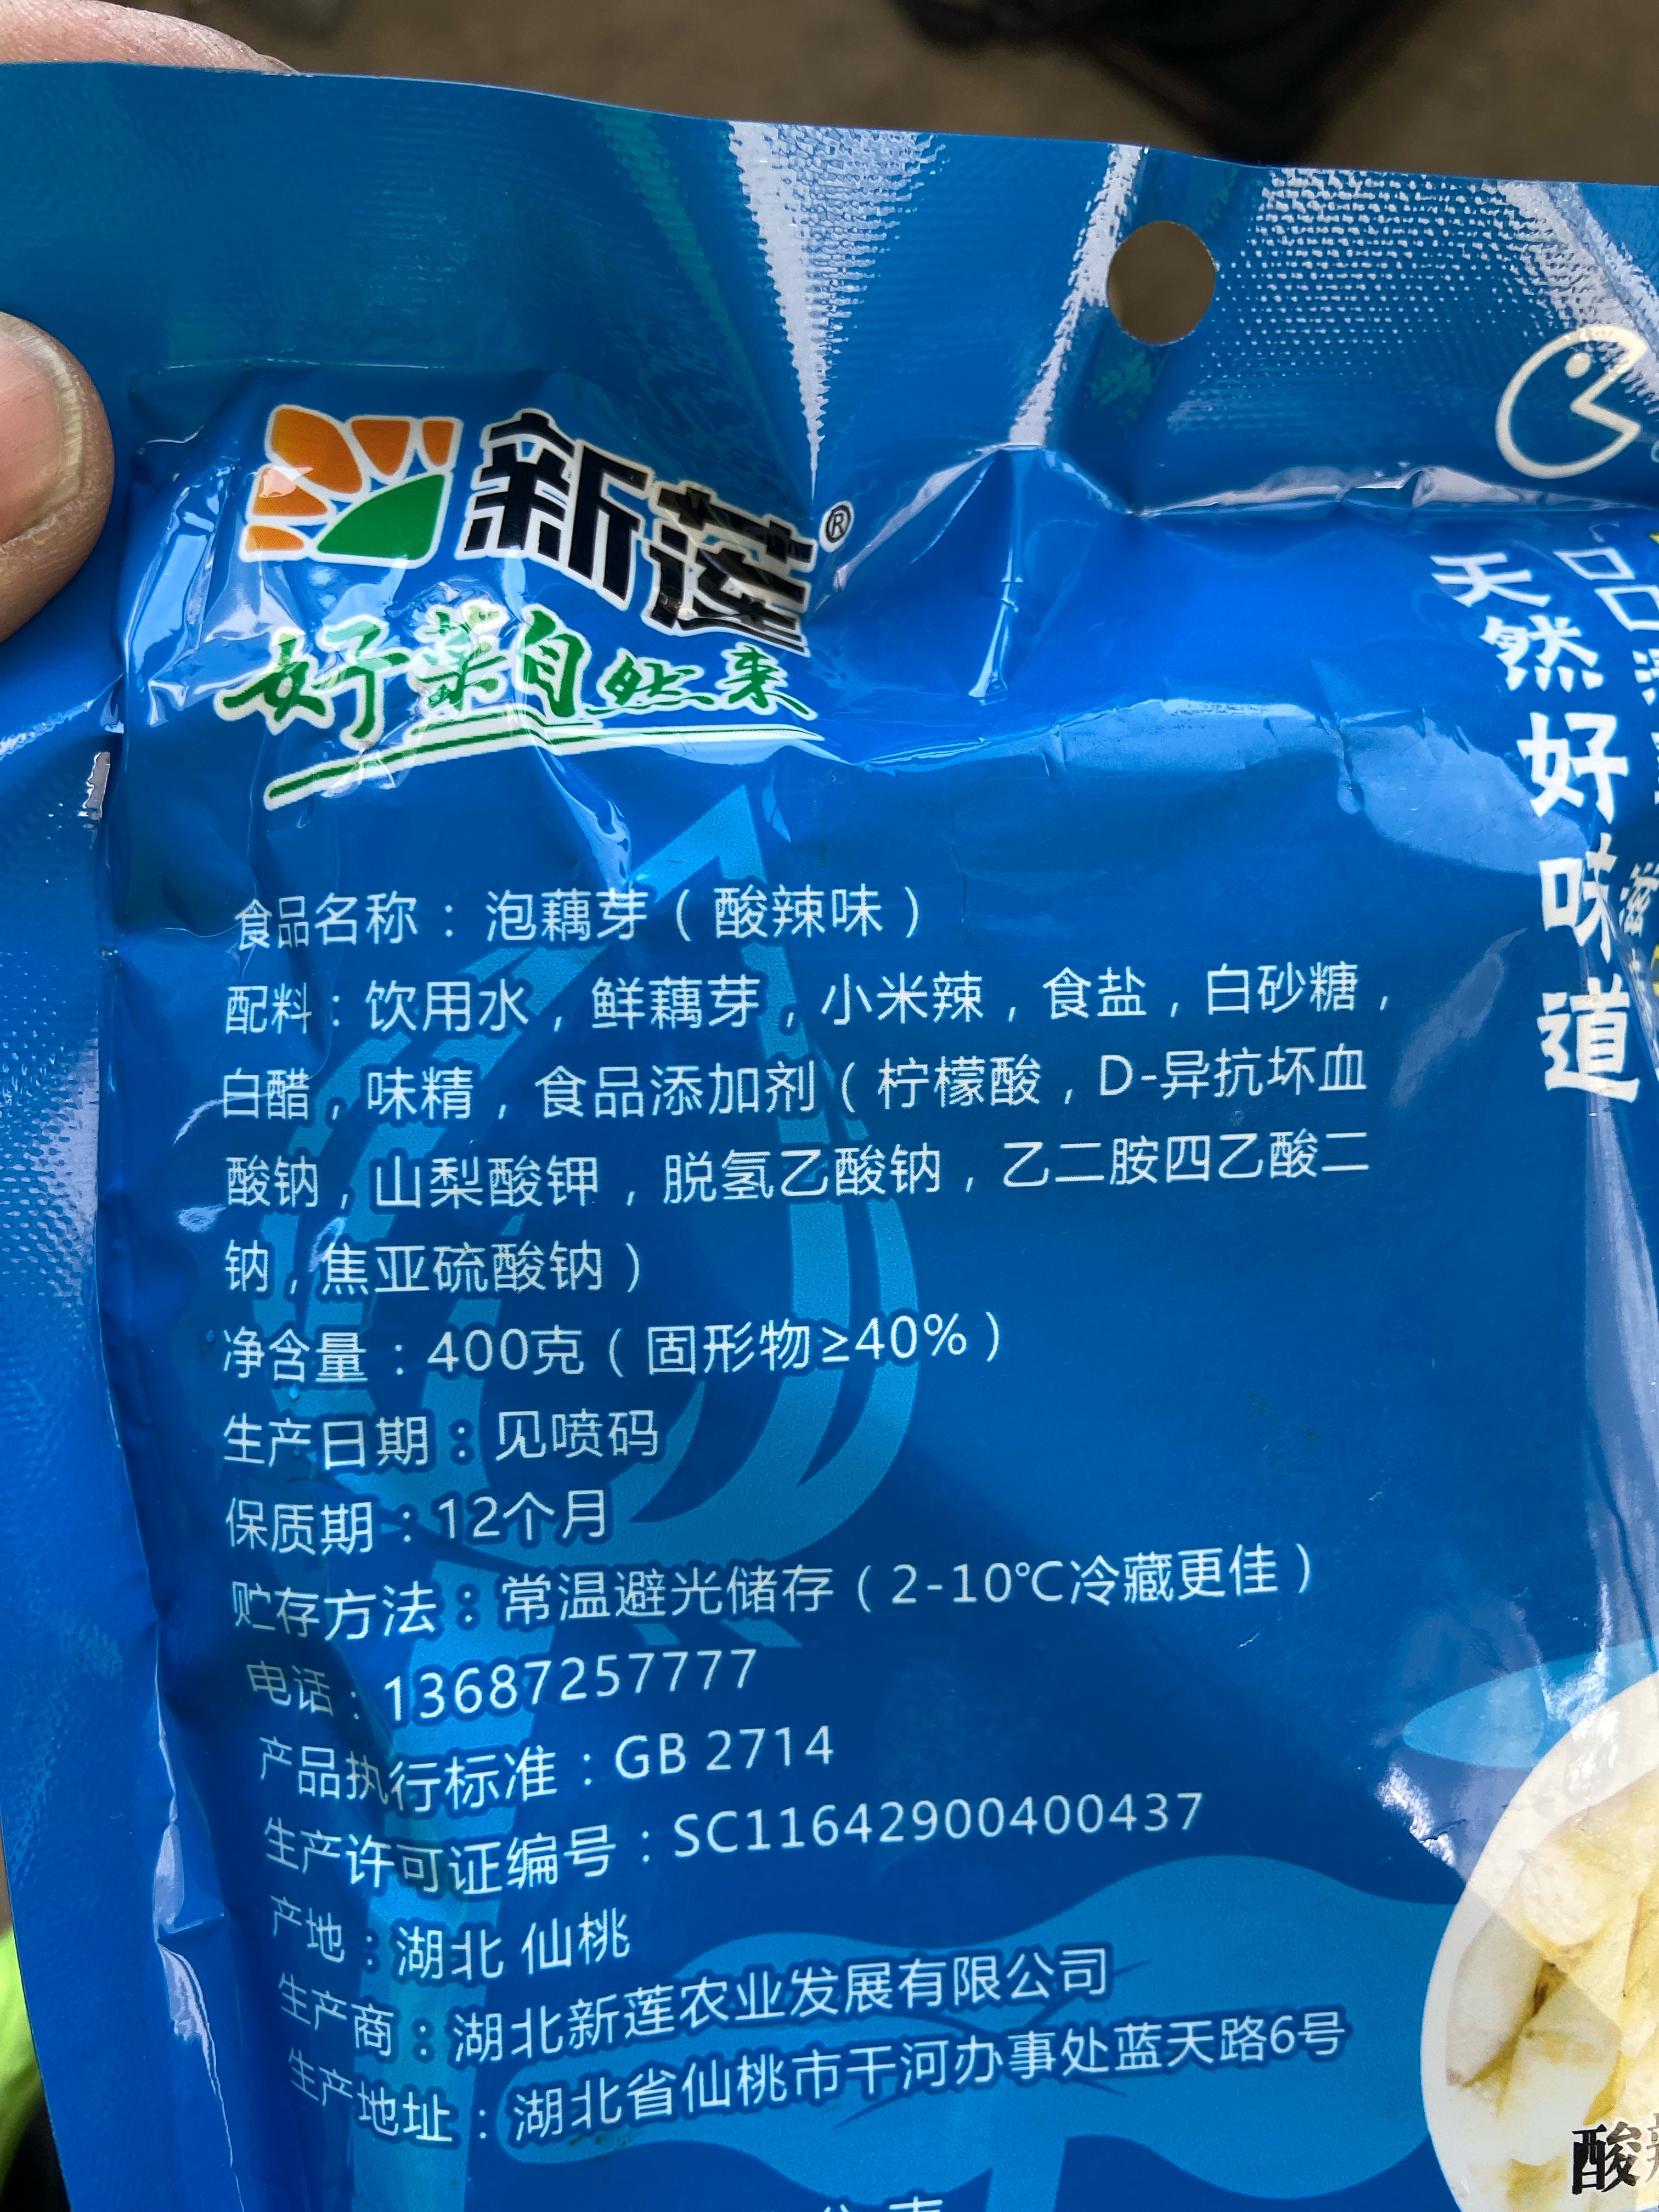 新莲®
好菜自然来
食品名称：泡藕芽（酸辣味）
配料：饮用水，鲜藕芽，小米辣，食盐，白砂糖，
白醋，味精，食品添加剂（柠檬酸，D-异抗坏血
酸钠，山梨酸钾，脱氢乙酸钠，乙二胺四乙酸二
钠，焦亚硫酸钠）
净含量：400克（固形物≥40%）
生产日期：见喷码
保质期：12个月
贮存方法：常温避光储存（2-10℃冷藏更佳）
电话：13687257777
产品执行标准：GB 2714
生产许可证编号：SC11642900400437
产地：湖北 仙桃
生产商：湖北新莲农业发展有限公司
生产地址：湖北省仙桃市干河办事处蓝天路6号
天然好味道
品
酸